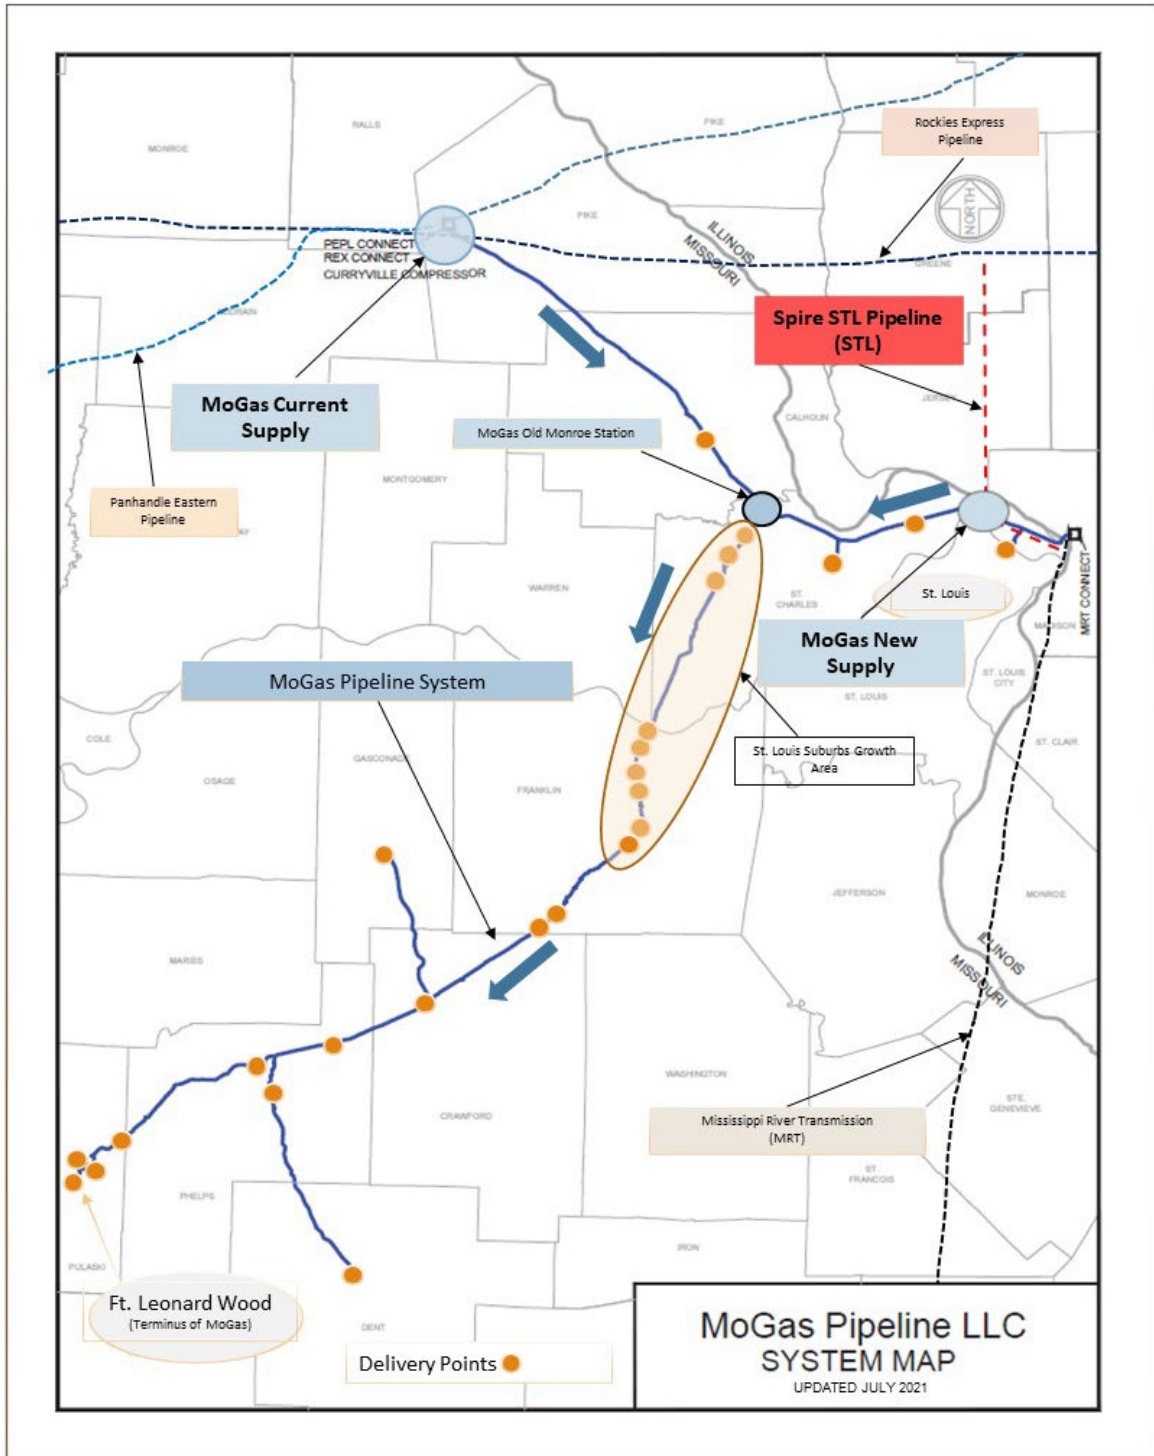 PIKE
RALLS
MONROE
Rockies Express
Pipeline
NORTH
PIKE
ILLINOIS
MISSOURI
PEPL CONNECT
REX CONNECT
CURRYVILLE COMPRESSOR
GREENE
Spire STL Pipeline
(STL)
MoGas Current
Supply
CALHOUN
MoGas Old Monroe Station
MONTGOMERY
Panhandle Eastern
Pipeline
WARREN
ST.
CHARLES
St. Louis
MRT CONNECT
MADISON
MoGas New
Supply
MoGas Pipeline System
ST. LOUIS
CITY
ST. LOUIS
COLE
ST. CLAIR
GASCONADE
St. Louis Suburbs Growth
Area
OSAGE
FRANKLIN
JEFFERSON
MONROE
MARIES
ILLINOIS
MISSOURI
WASHINGTON
STE.
GENEVIEVE
CRAWFORD
Mississippi River Transmission
(MRT)
ST.
FRANCOIS
PHELPS
IRON
PULASKI
Ft. Leonard Wood
(Terminus of MoGas)
DENT
Delivery Points
MoGas Pipeline LLC
SYSTEM MAP
UPDATED JULY 2021